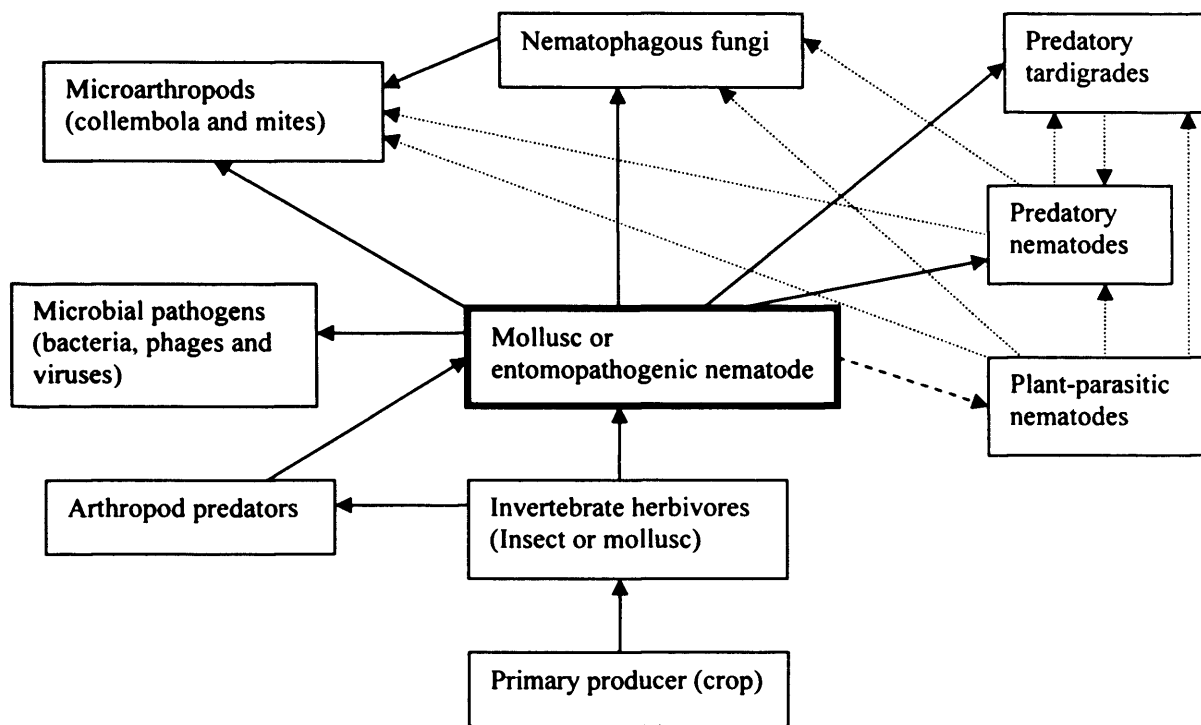 Nematophagous fungi
Predatory
tardigrades
Microarthropods
(collembola and mites)
Predatory
nematodes
Microbial pathogens
(bacteria, phages and
viruses)
Mollusc or
entomopathogenic nematode
Plant-parasitic
nematodes
Arthropod predators
Invertebrate herbivores
(Insect or mollusc)
Primary producer (crop)